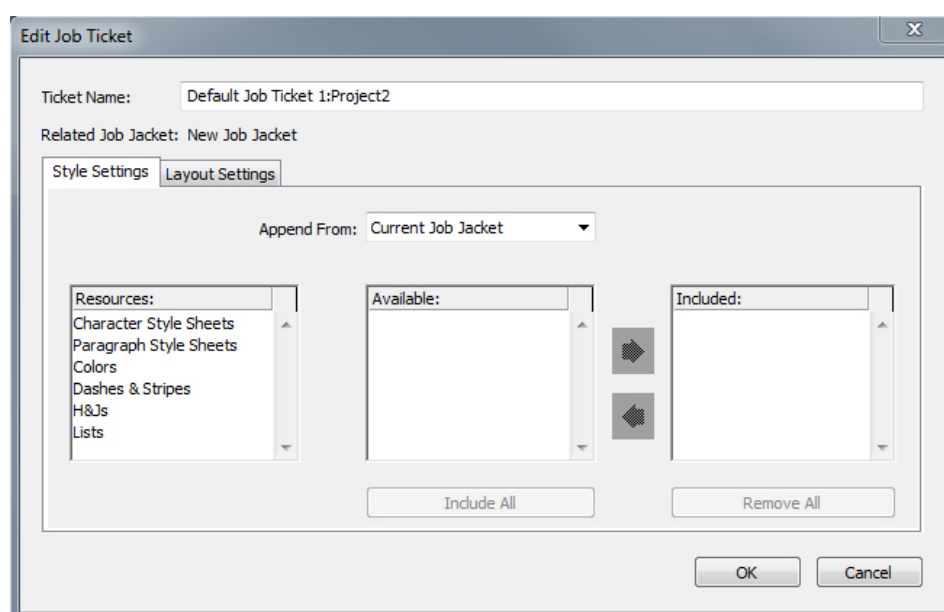 Edit Job Ticket
Ticket Name: Default Job Ticket 1:Project2
Related Job Jacket: New Job Jacket
Style Settings Layout Settings
Append From: Current Job Jacket
Resources: Available: Included:
Character Style Sheets
Paragraph Style Sheets
Colors
Dashes & Stripes
H&Js
Lists
Include All Remove All
OK Cancel